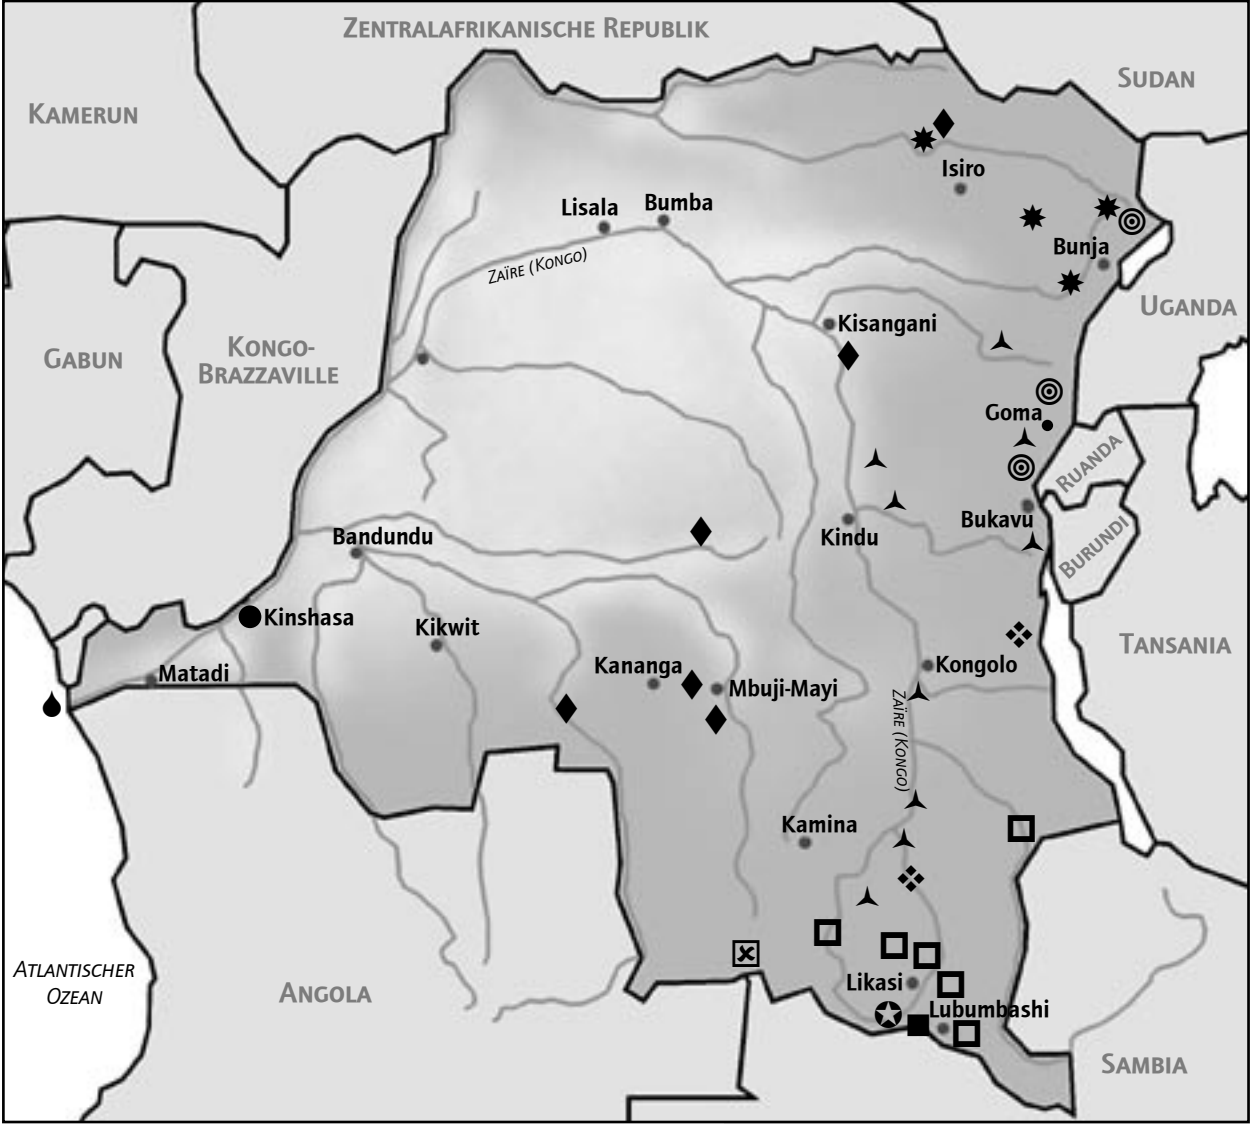 Zentralafrikanische Republik
Sudan
Kamerun
Isiro
Lisala
Bumba
Zaïre (Kongo)
Bunja
Uganda
Kisangani
Gabun
Kongo-
Brazzaville
Goma
Ruanda
Bukavu
Kindu
Burundi
Bandundu
Kinshasa
Kikwit
Matadi
Kananga
Mbuji-Mayi
Kongolo
Tansania
Zaïre (Kongo)
Kamina
Atlantischer
Ozean
Angola
Likasi
Lubumbashi
Sambia